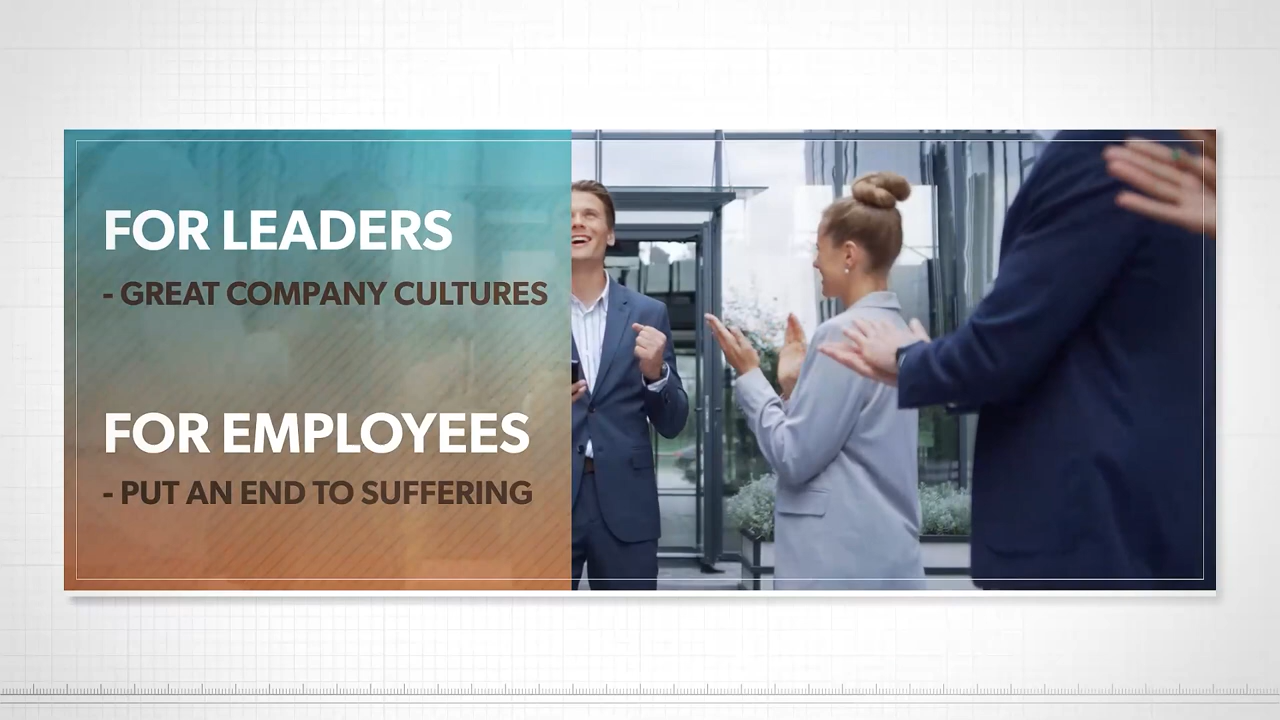 FOR LEADERS
- GREAT COMPANY CULTURES
FOR EMPLOYEES
- PUT AN END TO SUFFERING